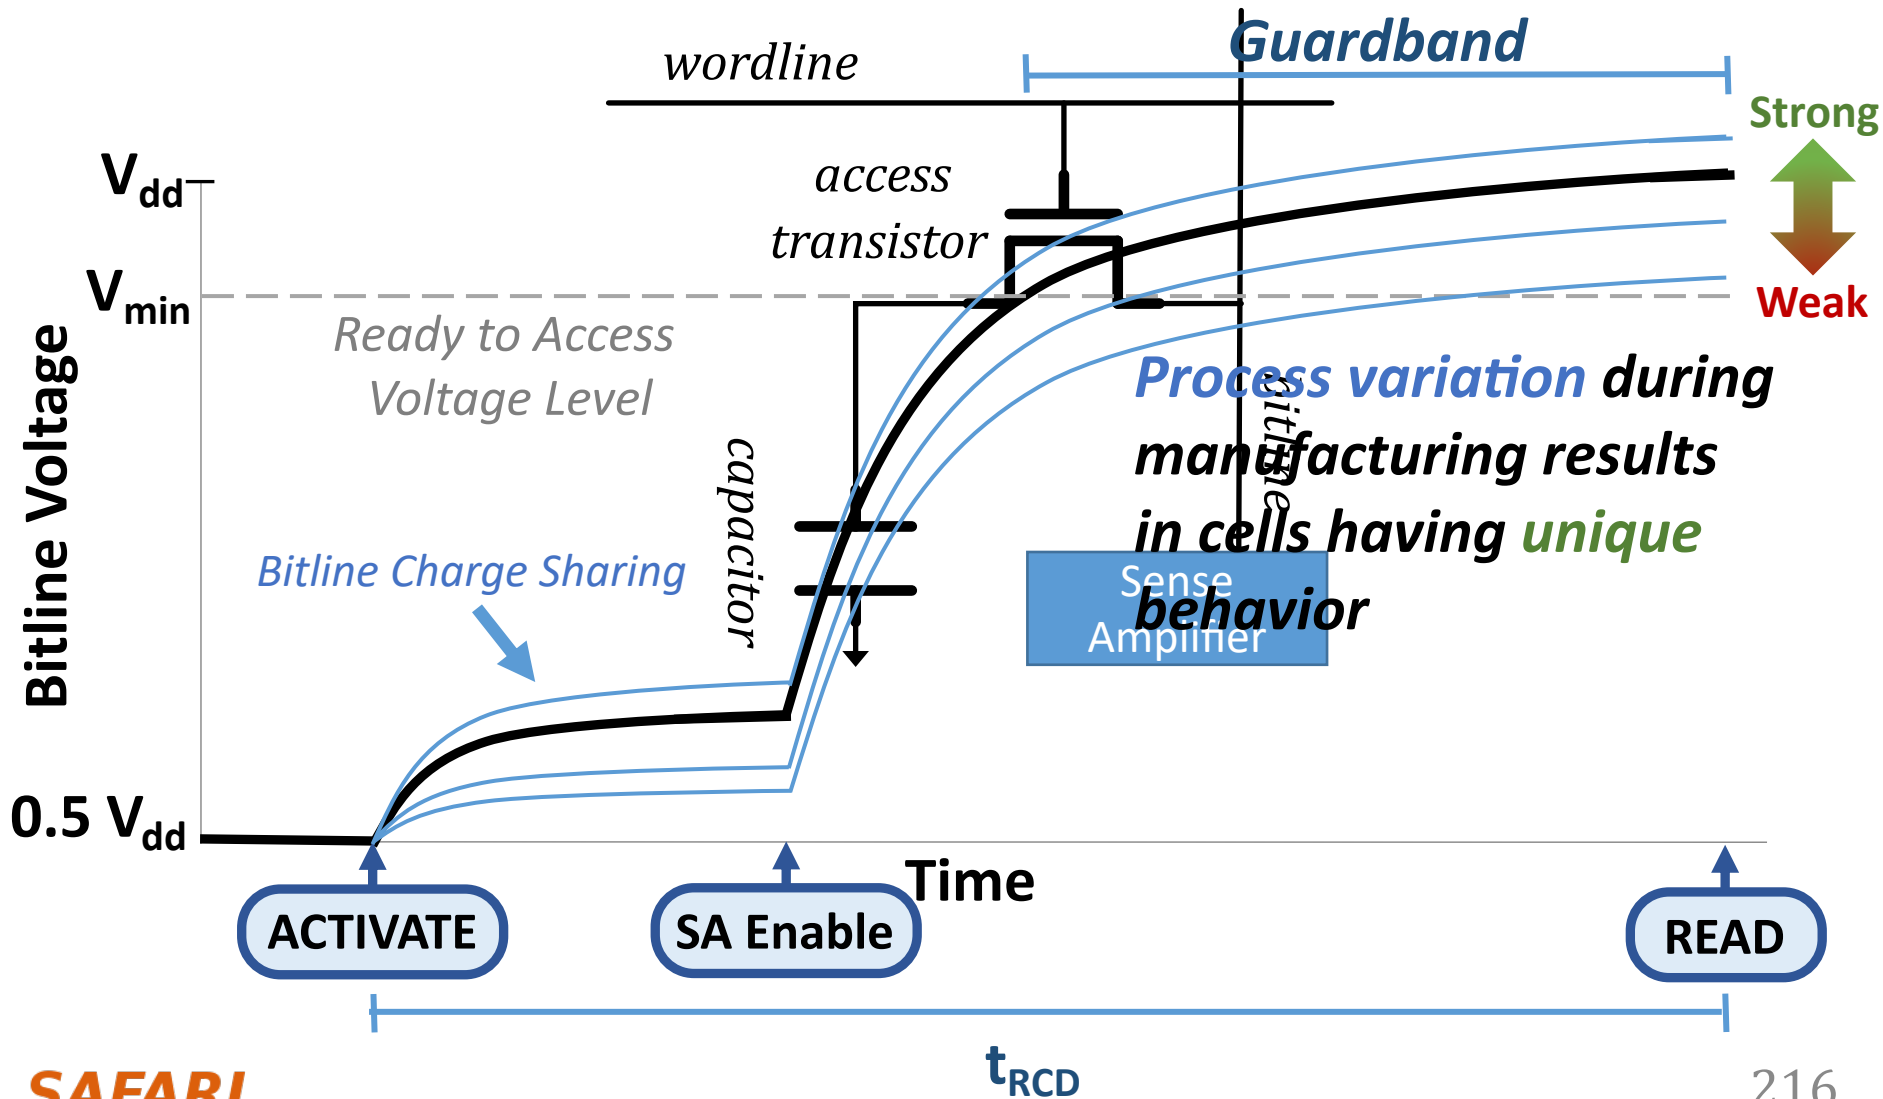 Guardband
wordline
Strong
access
transistor
Vdd
Vmin
Weak
Ready to Access
Voltage Level
Bitline Voltage
capacitor
bitline
Process variation during
manufacturing results
in cells having unique
behavior
Bitline Charge Sharing
Sense
Amplifier
0.5 Vdd
Time
ACTIVATE
SA Enable
READ
tRCD
SAFARI
216